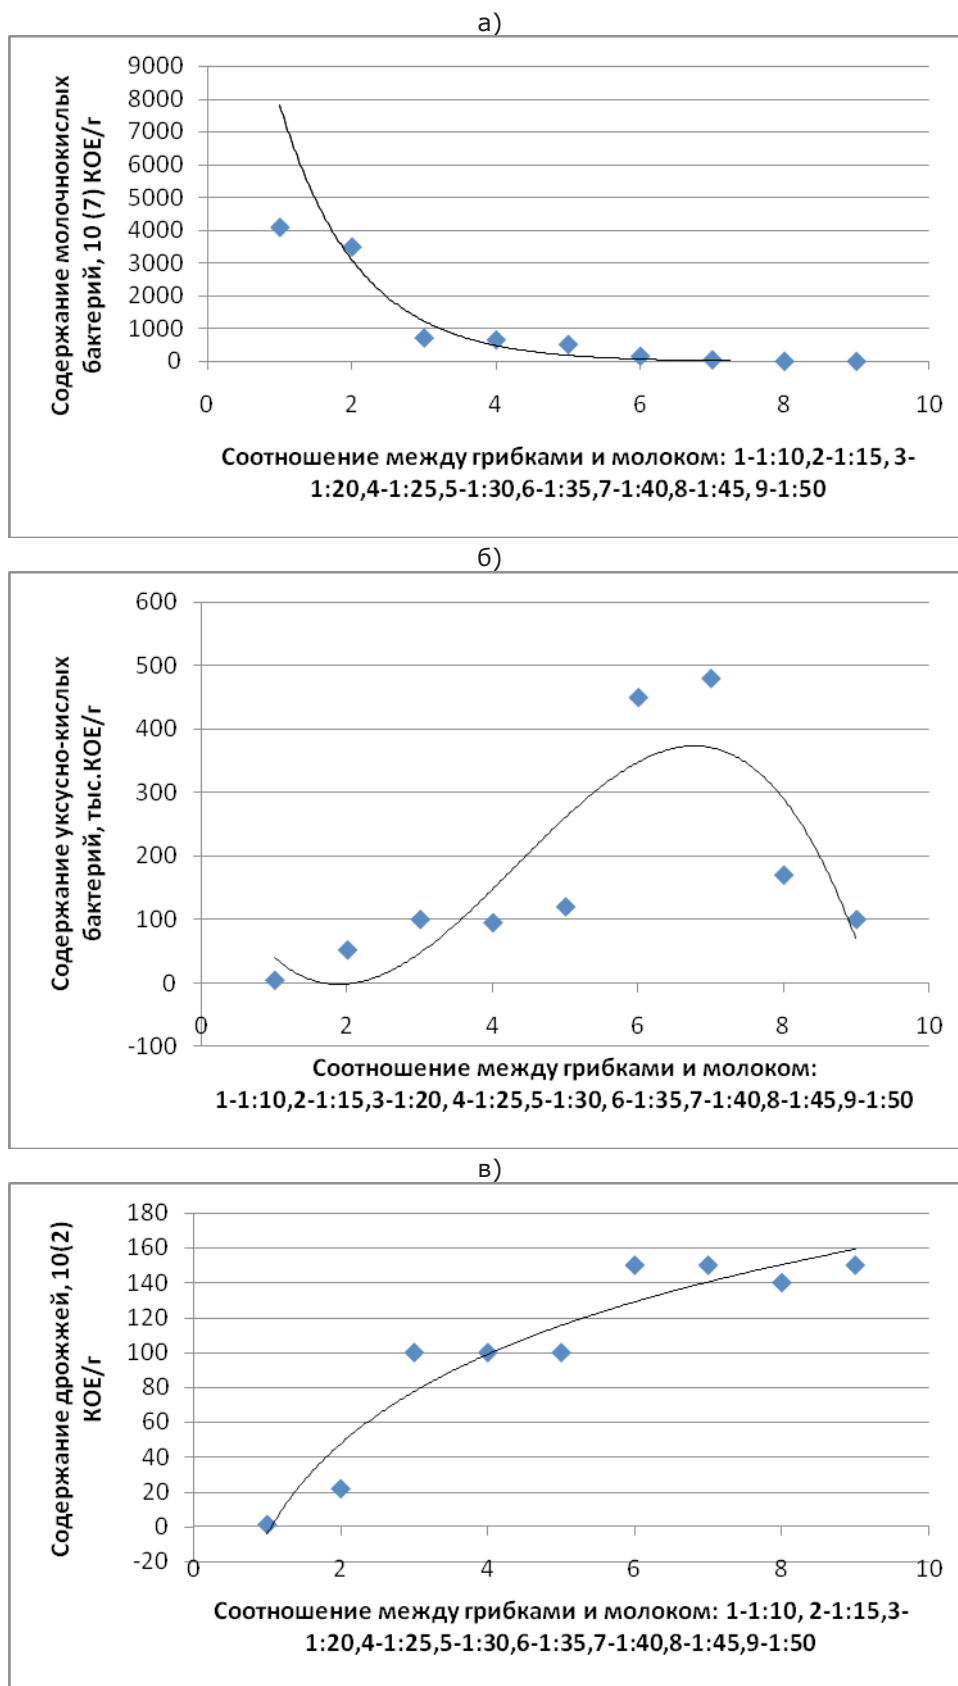 а)
Содержание молочнокислых
бактерий, 10 (7) КОЕ/г
9000
8000
7000
6000
5000
4000
3000
2000
1000
0
0 2 4 6 8 10
Соотношение между грибками и молоком: 1-1:10,2-1:15, 3-
1:20,4-1:25,5-1:30,6-1:35,7-1:40,8-1:45, 9-1:50
б)
Содержание уксусно-кислых
бактерий, тыс.КОЕ/г
600
500
400
300
200
100
0
-100
0 2 4 6 8 10
Соотношение между грибками и молоком:
1-1:10,2-1:15,3-1:20, 4-1:25,5-1:30, 6-1:35,7-1:40,8-1:45,9-1:50
в)
Содержание дрожжей, 10(2)
КОЕ/г
180
160
140
120
100
80
60
40
20
0
-20
0 2 4 6 8 10
Соотношение между грибками и молоком: 1-1:10, 2-1:15,3-
1:20,4-1:25,5-1:30,6-1:35,7-1:40,8-1:45,9-1:50